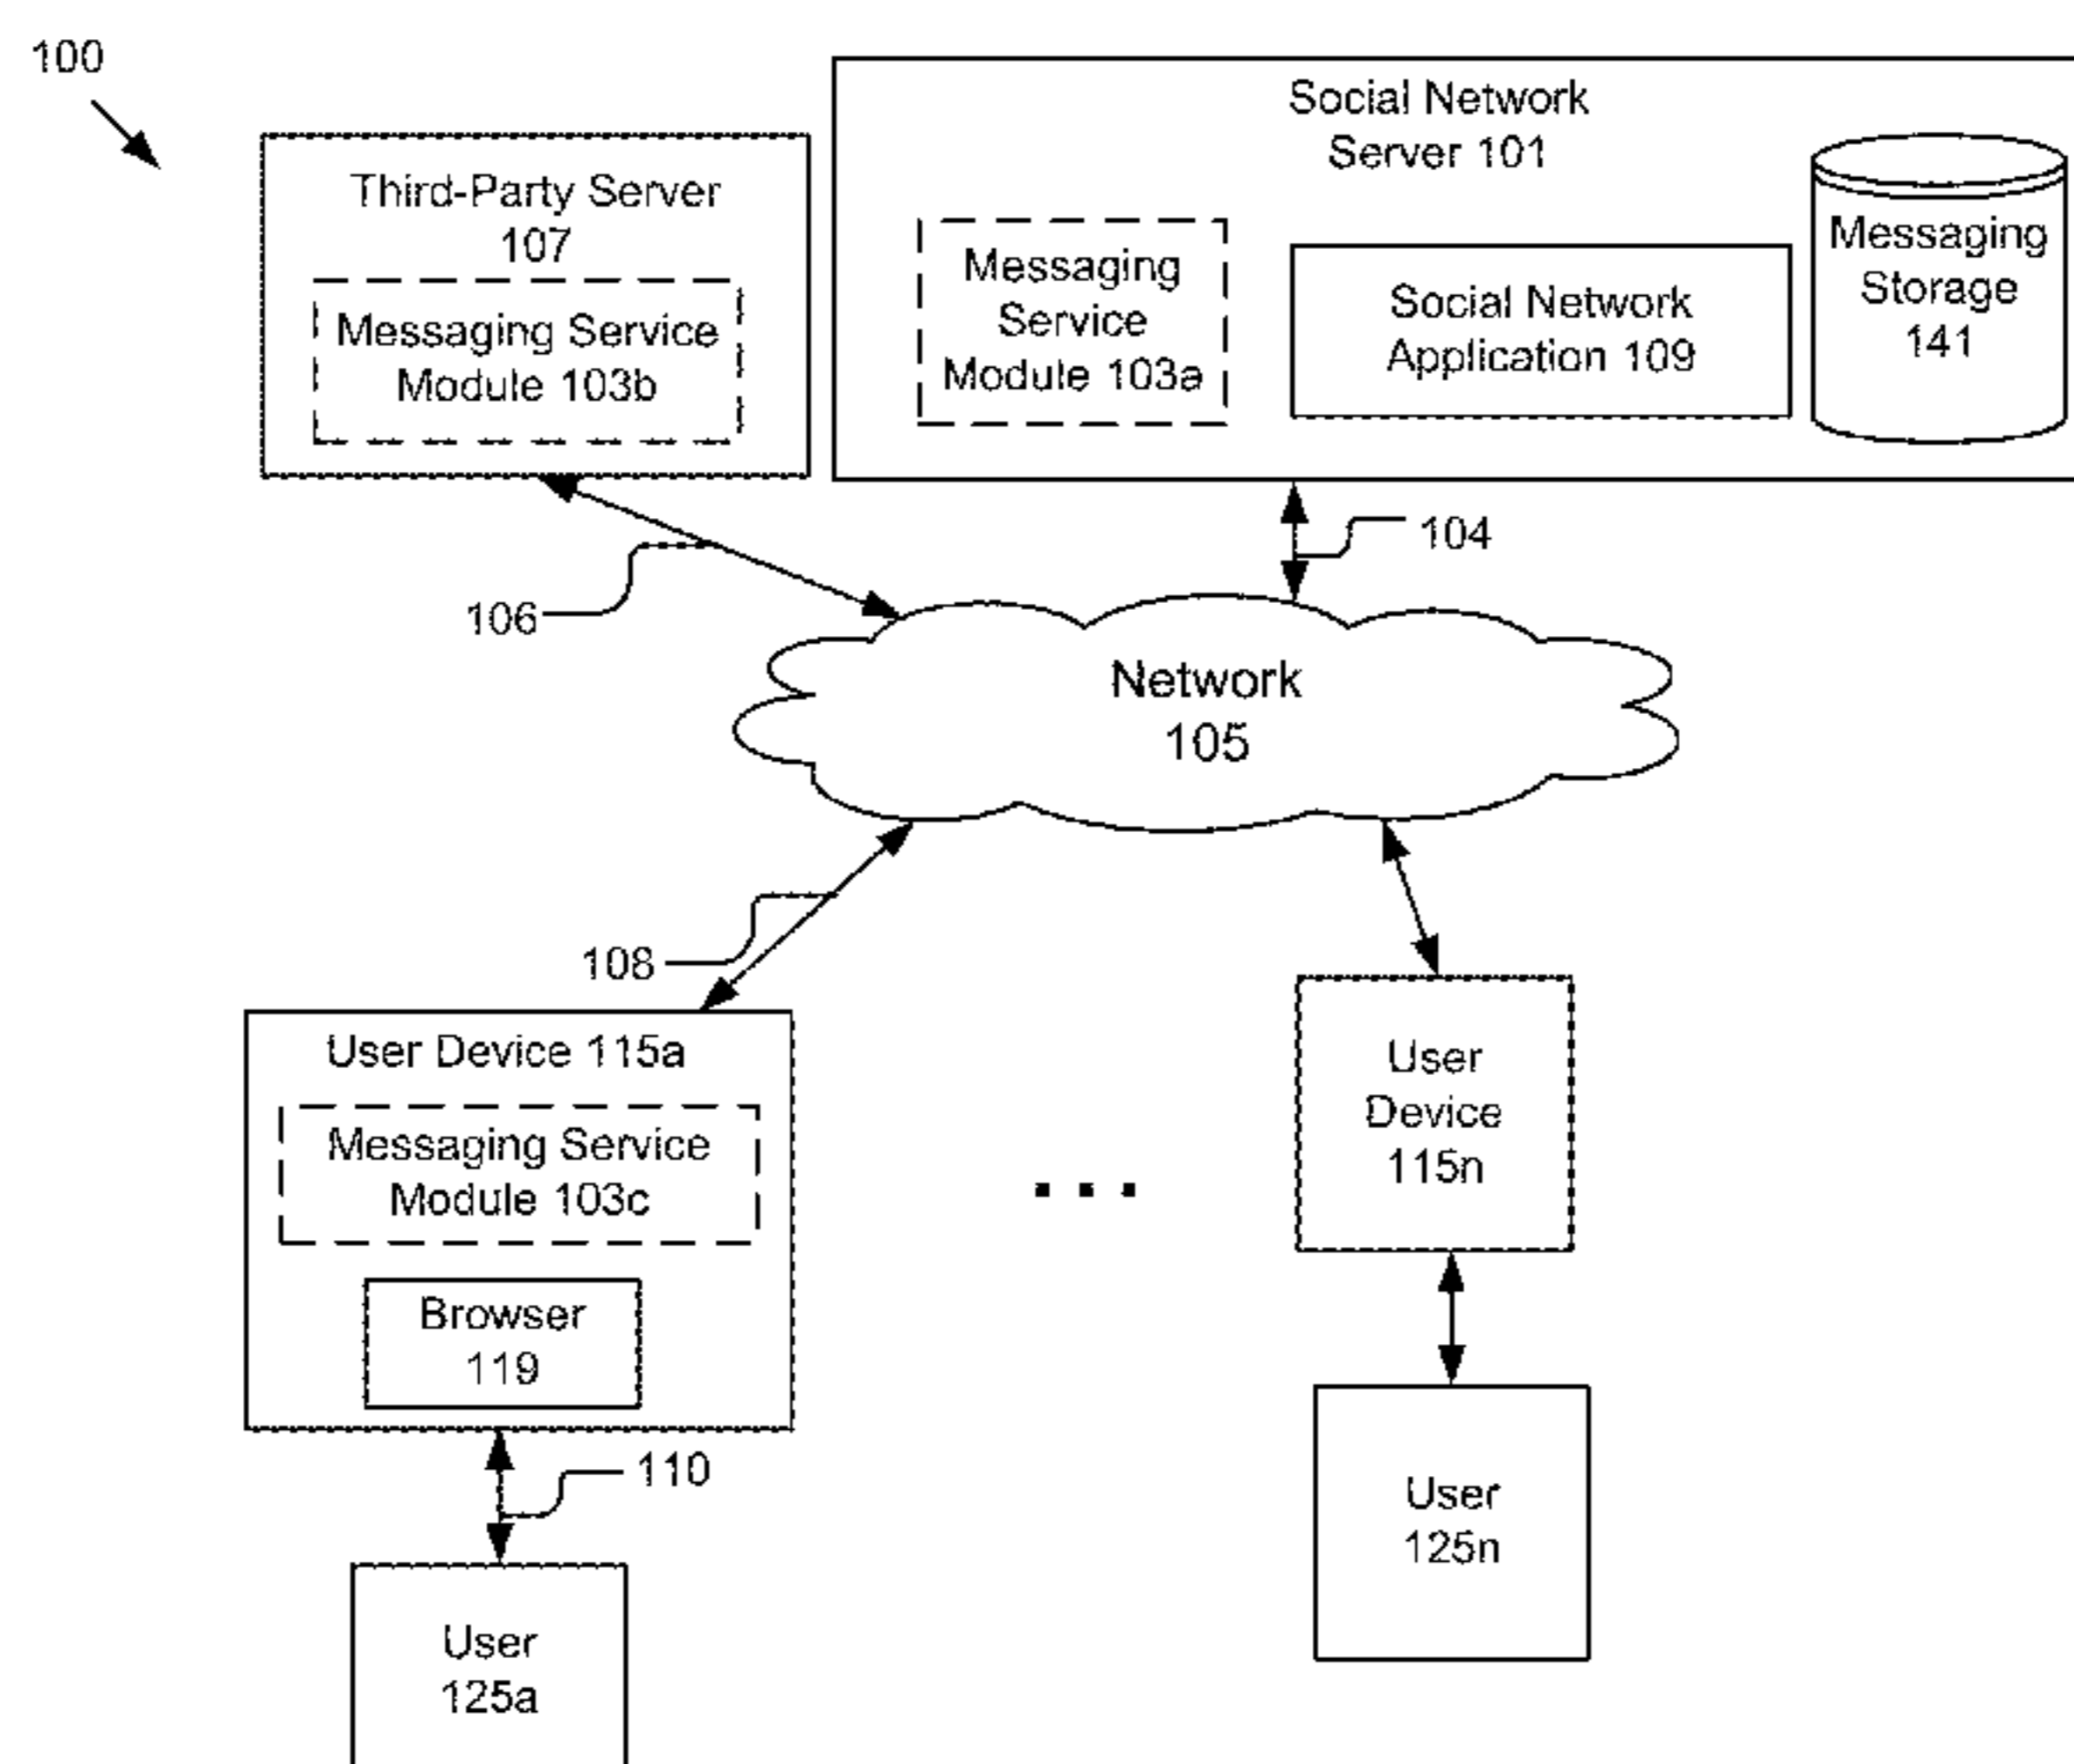 100
Social Network
Server 101
Third-Party Server
107
Messaging Service
Module 103b
Messaging
Service
Module 103a
Social Network
Application 109
Messaging
Storage
141
104
106
Network
105
108
User Device 115a
Messaging Service
Module 103c
Browser
119
...
User
Device
115n
110
User
125n
User
125a